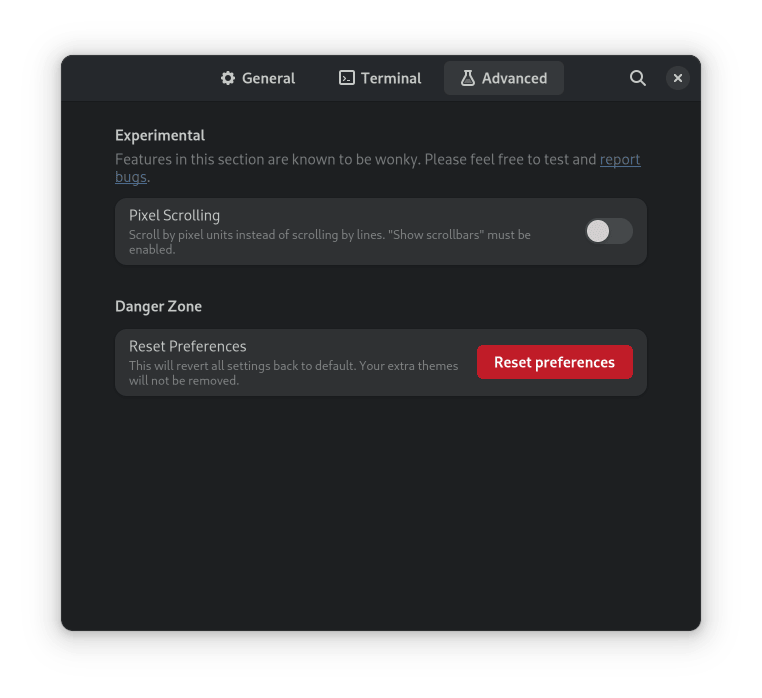 General
Terminal
Advanced
Experimental
Features in this section are known to be wonky. Please feel free to test and report
bugs.
Pixel Scrolling
Scroll by pixel units instead of scrolling by lines. "Show scrollbars" must be
enabled.
Danger Zone
Reset Preferences
This will revert all settings back to default. Your extra themes
will not be removed.
Reset preferences